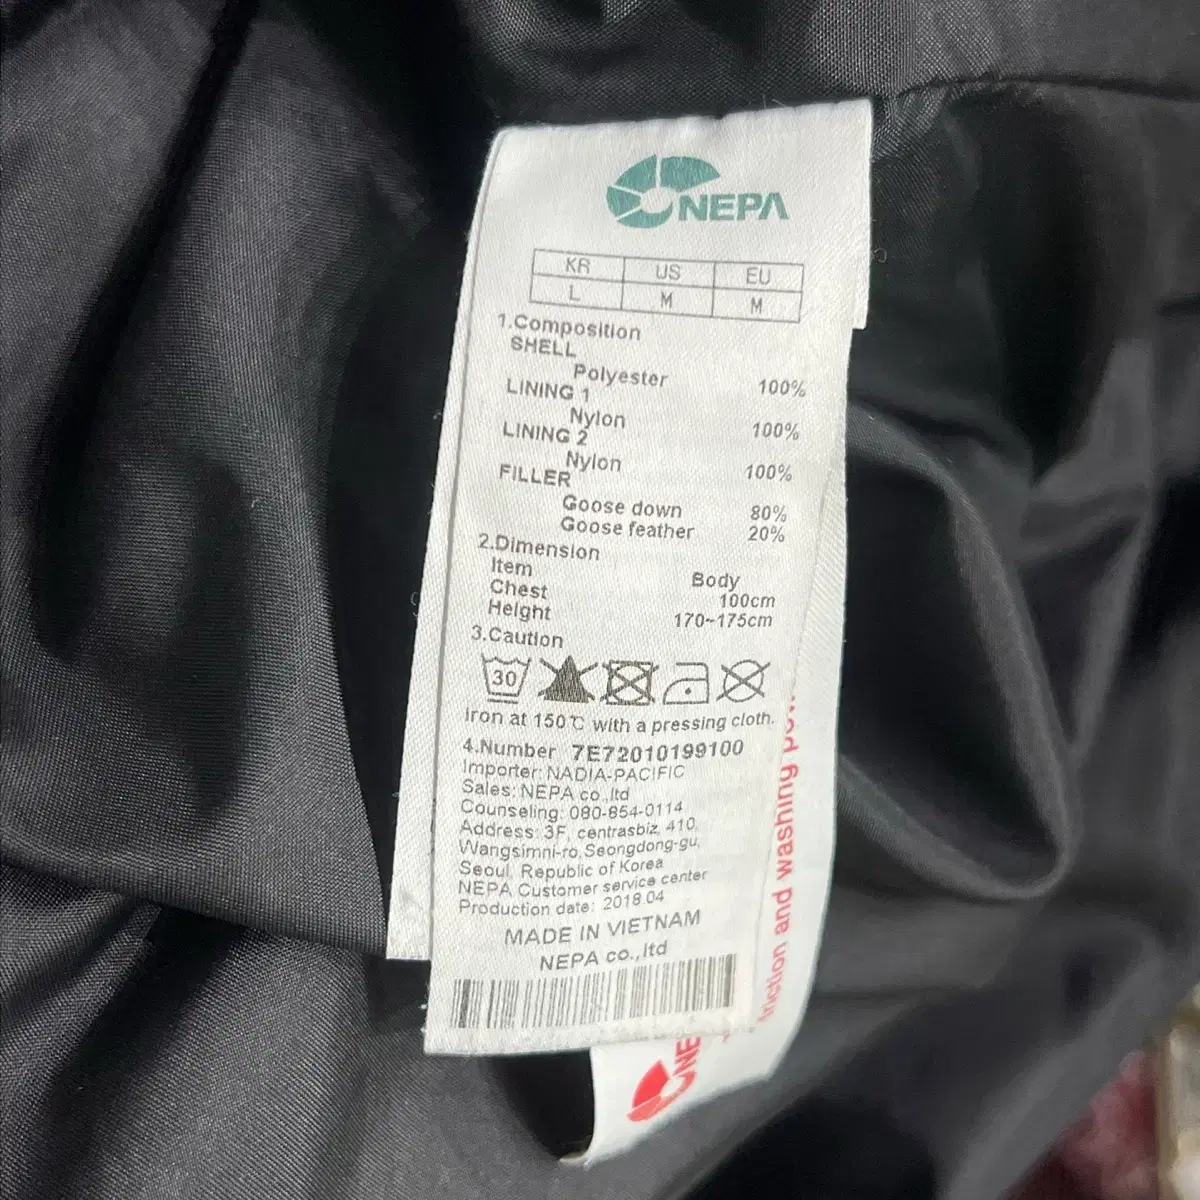 NEPA
KR US EU
L M M
1.Composition
SHELL
Polyester 100%
LINING 1
Nylon 100%
LINING 2
Nylon 100%
FILLER
Goose down 80%
Goose feather 20%
2.Dimension
Item Body
Chest 100cm
Height 170~175cm
3.Caution
30
Iron at 150℃ with a pressing cloth.
4.Number 7E72010199100
Importer: NADIA-PACIFIC
Sales: NEPA co.,ltd
Counseling: 080-854-0114
Address: 3F, centrasbiz, 410,
Wangsimni-ro, Seongdong-gu,
Seoul, Republic of Korea
NEPA Customer service center
Production date: 2018.04
MADE IN VIETNAM
NEPA co.,ltd
friction and washing
NE